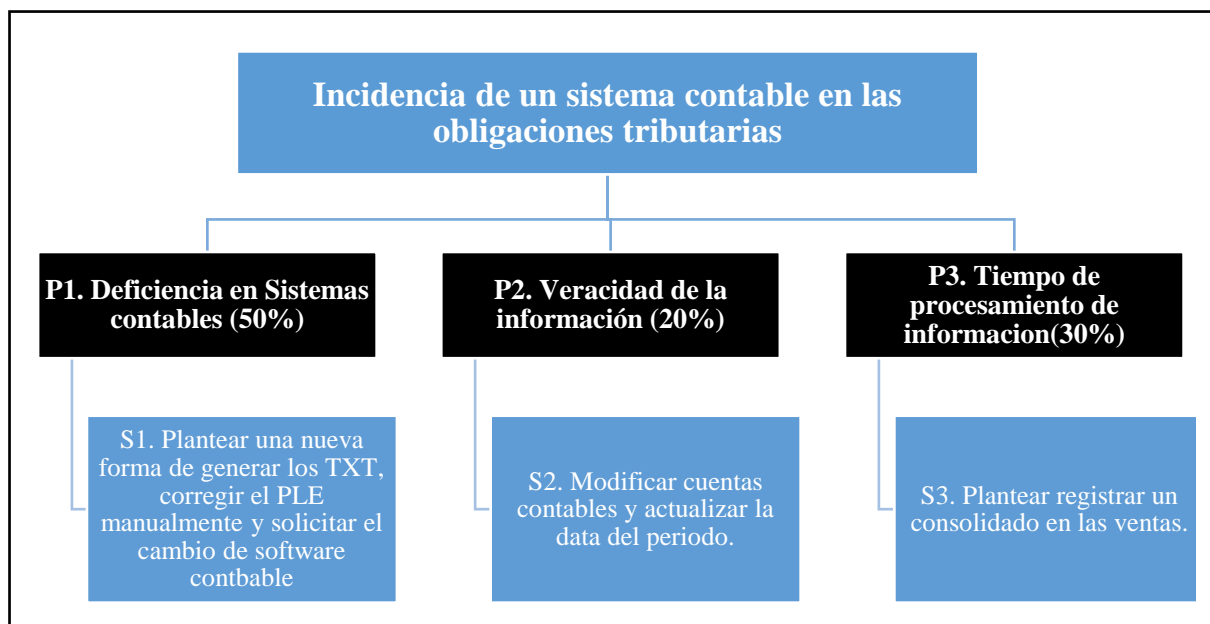 Incidencia de un sistema contable en las
obligaciones tributarias
P1. Deficiencia en Sistemas
contables (50%)
P2. Veracidad de la
información (20%)
P3. Tiempo de
procesamiento de
informacion(30%)
S1. Plantear una nueva
forma de generar los TXT,
corregir el PLE
manualmente y solicitar el
cambio de software
contbable
S2. Modificar cuentas
contables y actualizar la
data del periodo.
S3. Plantear registrar un
consolidado en las ventas.